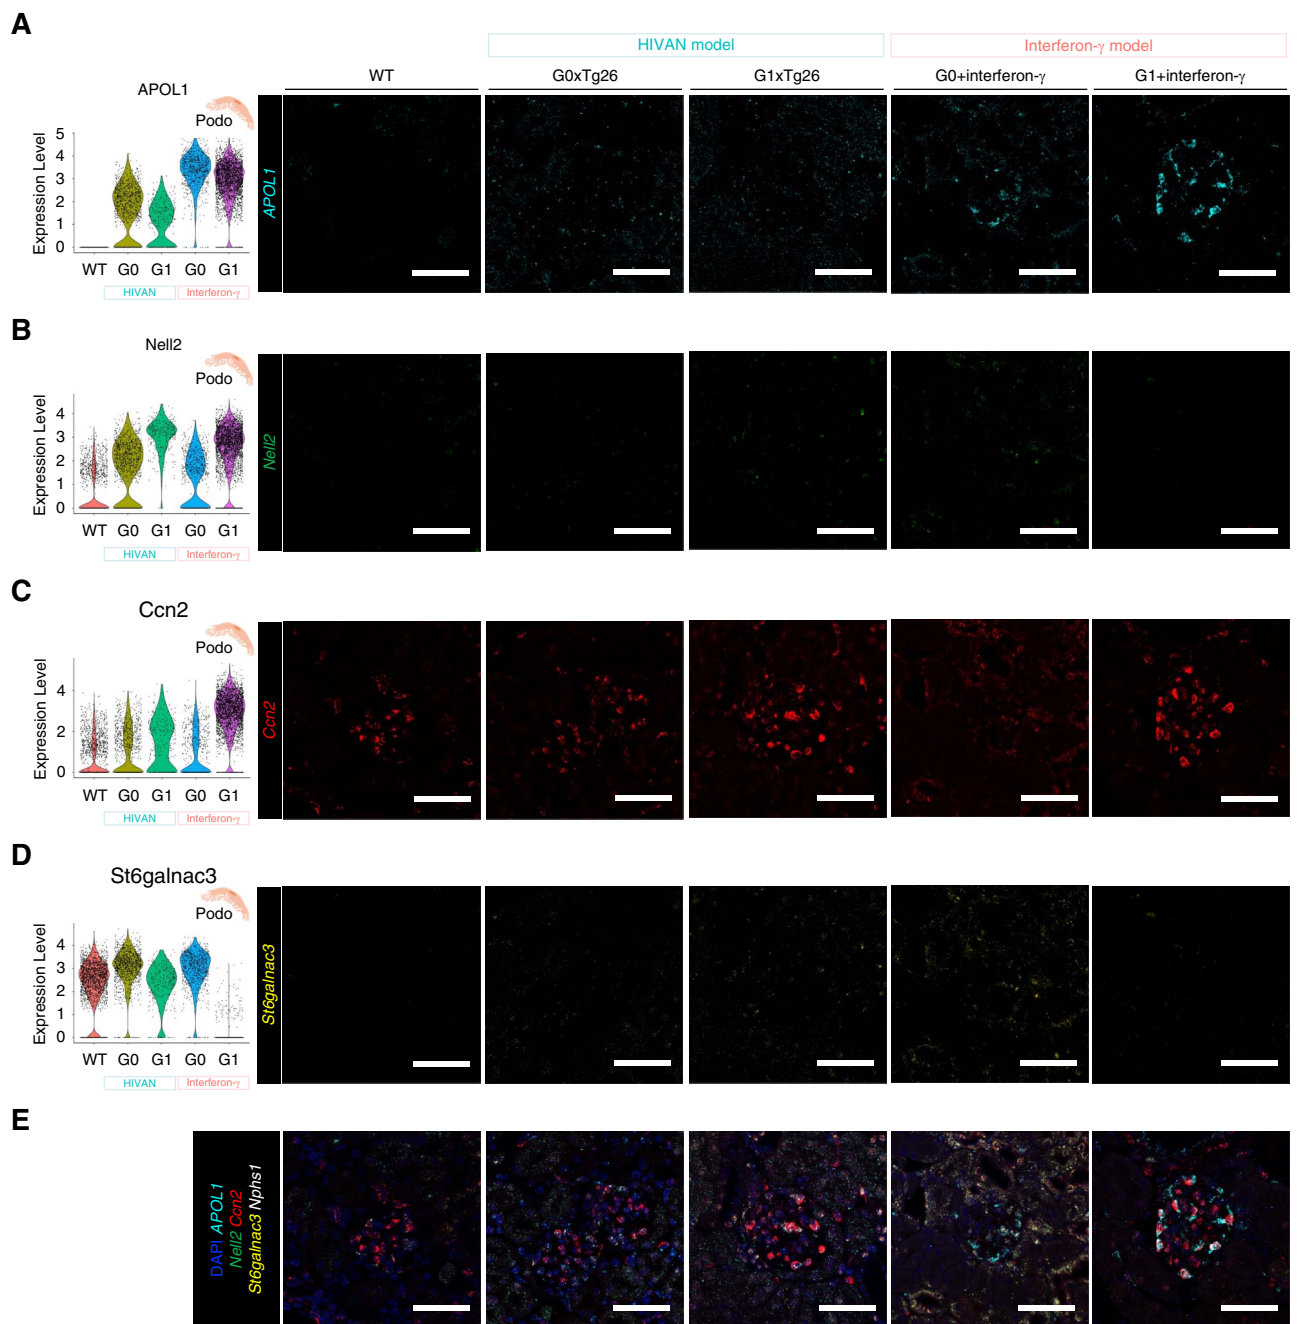 A
HIVAN model
Interferon-γ model
WT
G0xTg26
G1xTg26
G0+interferon-γ
G1+interferon-γ
APOL1
Podo
Expression Level
5
4
3
2
1
0
WT G0 G1 G0 G1
HIVAN
Interferon-γ
APOL1
B
Nell2
Podo
Expression Level
4
3
2
1
0
WT G0 G1 G0 G1
HIVAN
Interferon-γ
Nell2
C
Ccn2
Podo
Expression Level
4
2
0
WT G0 G1 G0 G1
HIVAN
Interferon-γ
Ccn2
D
St6galnac3
Podo
Expression Level
4
3
2
1
0
WT G0 G1 G0 G1
HIVAN
Interferon-γ
St6galnac3
E
DAPI APOL1
Nell2 Ccn2
St6galnac3 Nphs1